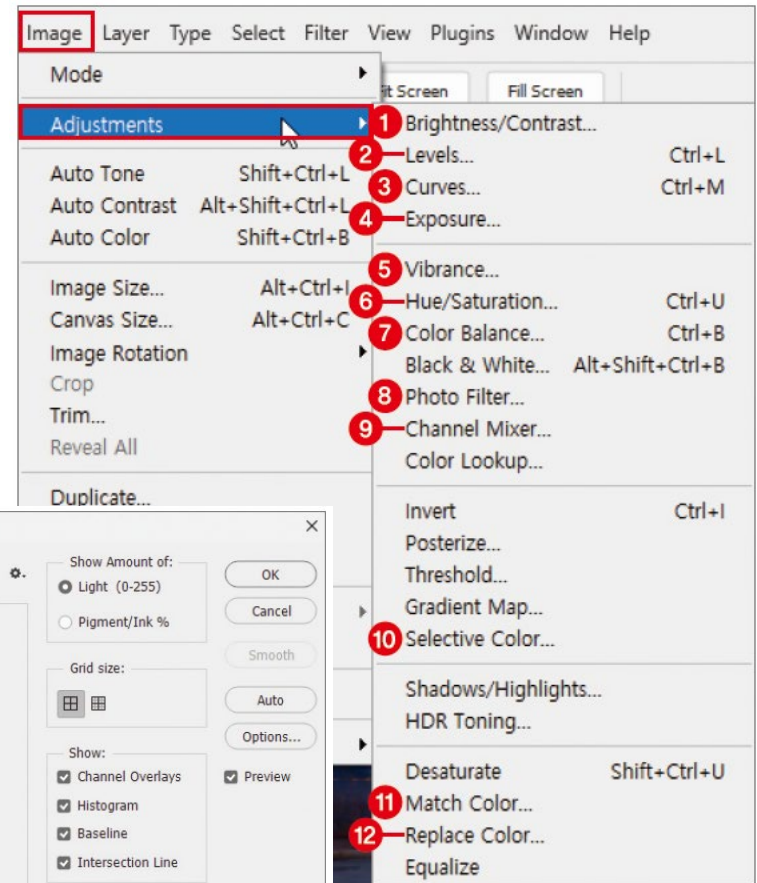 Image Layer Type Select Filter View Plugins Window Help
Mode
Fit Screen Fill Screen
Adjustments
Auto Tone Shift+Ctrl+L
Auto Contrast Alt+Shift+Ctrl+L
Auto Color Shift+Ctrl+B
Image Size... Alt+Ctrl+I
Canvas Size... Alt+Ctrl+C
Image Rotation
Crop
Trim...
Reveal All
Duplicate...
1 Brightness/Contrast...
2 Levels... Ctrl+L
3 Curves... Ctrl+M
4 Exposure...
5 Vibrance...
6 Hue/Saturation... Ctrl+U
7 Color Balance... Ctrl+B
Black & White... Alt+Shift+Ctrl+B
8 Photo Filter...
9 Channel Mixer...
Color Lookup...
Invert Ctrl+I
Posterize...
Threshold...
Gradient Map...
10 Selective Color...
Shadows/Highlights...
HDR Toning...
Desaturate Shift+Ctrl+U
11 Match Color...
12 Replace Color...
Equalize
Show Amount of:
Light (0-255)
Pigment/Ink %
Grid size:
Show:
Channel Overlays
Histogram
Baseline
Intersection Line
OK
Cancel
Smooth
Auto
Options...
Preview